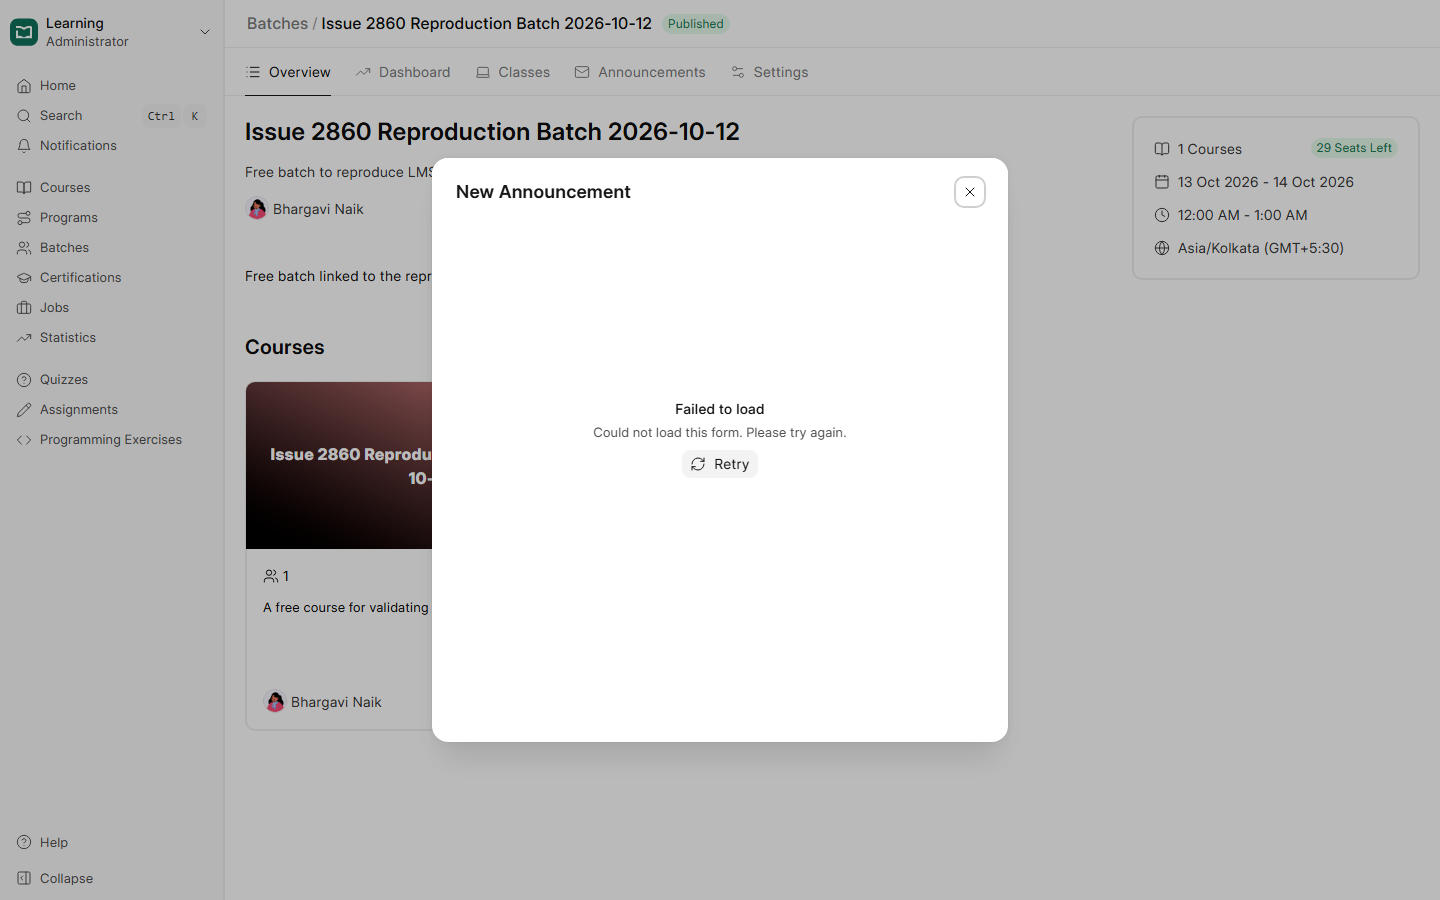 Learning
Administrator
Home
Search Ctrl K
Notifications
Courses
Programs
Batches
Certifications
Jobs
Statistics
Quizzes
Assignments
Programming Exercises
Help
Collapse
Batches / Issue 2860 Reproduction Batch 2026-10-12 Published
Overview Dashboard Classes Announcements Settings
Issue 2860 Reproduction Batch 2026-10-12
Free batch to reproduce LMS
Bhargavi Naik
Free batch linked to the repr
Courses
Issue 2860 Reprodu
10-
1
A free course for validating
Bhargavi Naik
New Announcement
Failed to load
Could not load this form. Please try again.
Retry
1 Courses 29 Seats Left
13 Oct 2026 - 14 Oct 2026
12:00 AM - 1:00 AM
Asia/Kolkata (GMT+5:30)